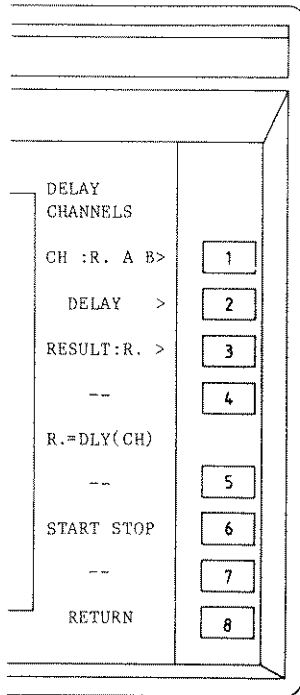 DELAY
CHANNELS
CH :R. A B> 1
DELAY > 2
RESULT:R. > 3
-- 4
R.=DLY(CH)
-- 5
START STOP 6
-- 7
RETURN 8